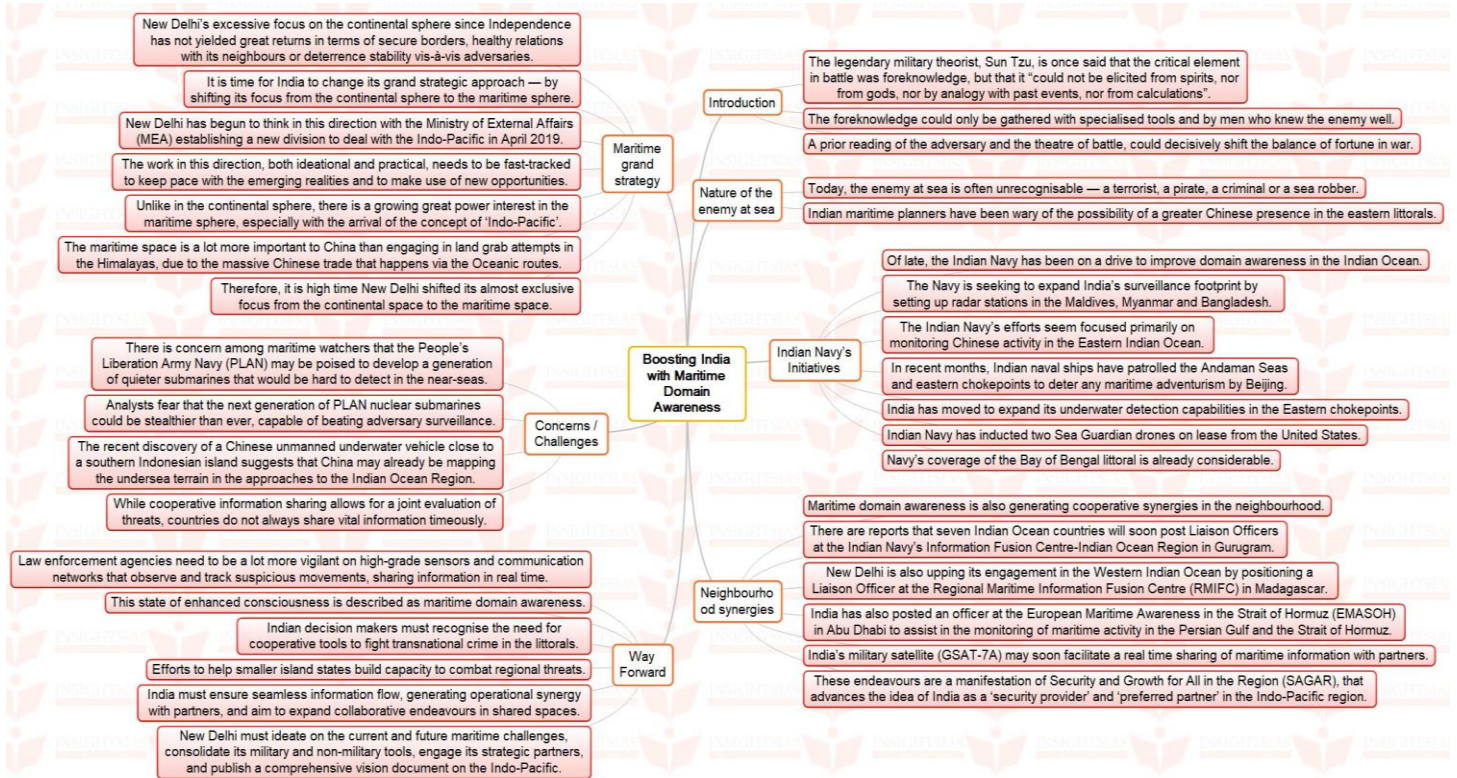 Boosting India
with Maritime
Domain
Awareness
Introduction
The legendary military theorist, Sun Tzu, is once said that the critical element
in battle was foreknowledge, but that it “could not be elicited from spirits, nor
from gods, nor by analogy with past events, nor from calculations”.
The foreknowledge could only be gathered with specialised tools and by men who knew the enemy well.
A prior reading of the adversary and the theatre of battle, could decisively shift the balance of fortune in war.
Nature of the
enemy at sea
Today, the enemy at sea is often unrecognisable — a terrorist, a pirate, a criminal or a sea robber.
Indian maritime planners have been wary of the possibility of a greater Chinese presence in the eastern littorals.
Indian Navy’s
Initiatives
Of late, the Indian Navy has been on a drive to improve domain awareness in the Indian Ocean.
The Navy is seeking to expand India’s surveillance footprint by
setting up radar stations in the Maldives, Myanmar and Bangladesh.
The Indian Navy’s efforts seem focused primarily on
monitoring Chinese activity in the Eastern Indian Ocean.
In recent months, Indian naval ships have patrolled the Andaman Seas
and eastern chokepoints to deter any maritime adventurism by Beijing.
India has moved to expand its underwater detection capabilities in the Eastern chokepoints.
Indian Navy has inducted two Sea Guardian drones on lease from the United States.
Navy’s coverage of the Bay of Bengal littoral is already considerable.
Neighbourho
od synergies
Maritime domain awareness is also generating cooperative synergies in the neighbourhood.
There are reports that seven Indian Ocean countries will soon post Liaison Officers
at the Indian Navy’s Information Fusion Centre-Indian Ocean Region in Gurugram.
New Delhi is also upping its engagement in the Western Indian Ocean by positioning a
Liaison Officer at the Regional Maritime Information Fusion Centre (RMIFC) in Madagascar.
India has also posted an officer at the European Maritime Awareness in the Strait of Hormuz (EMASOH)
in Abu Dhabi to assist in the monitoring of maritime activity in the Persian Gulf and the Strait of Hormuz.
India’s military satellite (GSAT-7A) may soon facilitate a real time sharing of maritime information with partners.
These endeavours are a manifestation of Security and Growth for All in the Region (SAGAR), that
advances the idea of India as a ‘security provider’ and ‘preferred partner’ in the Indo-Pacific region.
Maritime
grand
strategy
New Delhi’s excessive focus on the continental sphere since Independence
has not yielded great returns in terms of secure borders, healthy relations
with its neighbours or deterrence stability vis-à-vis adversaries.
It is time for India to change its grand strategic approach — by
shifting its focus from the continental sphere to the maritime sphere.
New Delhi has begun to think in this direction with the Ministry of External Affairs
(MEA) establishing a new division to deal with the Indo-Pacific in April 2019.
The work in this direction, both ideational and practical, needs to be fast-tracked
to keep pace with the emerging realities and to make use of new opportunities.
Unlike in the continental sphere, there is a growing great power interest in the
maritime sphere, especially with the arrival of the concept of ‘Indo-Pacific’.
The maritime space is a lot more important to China than engaging in land grab attempts in
the Himalayas, due to the massive Chinese trade that happens via the Oceanic routes.
Therefore, it is high time New Delhi shifted its almost exclusive
focus from the continental space to the maritime space.
Concerns /
Challenges
There is concern among maritime watchers that the People’s
Liberation Army Navy (PLAN) may be poised to develop a generation
of quieter submarines that would be hard to detect in the near-seas.
Analysts fear that the next generation of PLAN nuclear submarines
could be stealthier than ever, capable of beating adversary surveillance.
The recent discovery of a Chinese unmanned underwater vehicle close to
a southern Indonesian island suggests that China may already be mapping
the undersea terrain in the approaches to the Indian Ocean Region.
While cooperative information sharing allows for a joint evaluation of
threats, countries do not always share vital information timeously.
Way
Forward
Law enforcement agencies need to be a lot more vigilant on high-grade sensors and communication
networks that observe and track suspicious movements, sharing information in real time.
This state of enhanced consciousness is described as maritime domain awareness.
Indian decision makers must recognise the need for
cooperative tools to fight transnational crime in the littorals.
Efforts to help smaller island states build capacity to combat regional threats.
India must ensure seamless information flow, generating operational synergy
with partners, and aim to expand collaborative endeavours in shared spaces.
New Delhi must ideate on the current and future maritime challenges,
consolidate its military and non-military tools, engage its strategic partners,
and publish a comprehensive vision document on the Indo-Pacific.